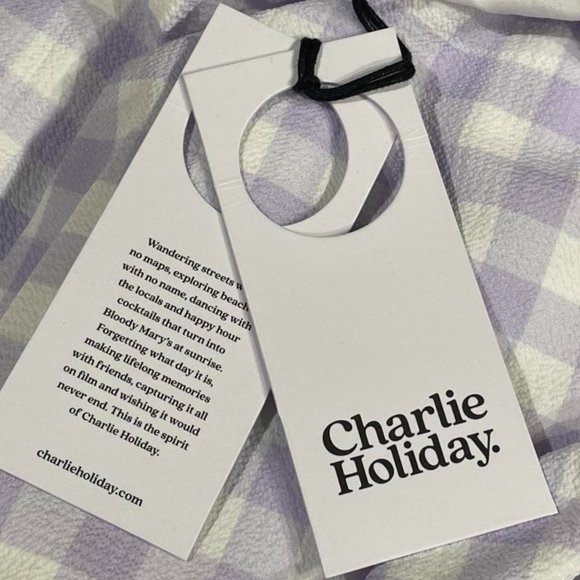 Wandering streets
no maps, exploring
with no name, dancing with
the locals and happy hour
cocktails that turn into
Bloody Mary's at sunrise.
Forgetting what day it is,
making lifelong memories
with friends, capturing it all
on film and wishing it would
never end. This is the spirit
of Charlie Holiday.
charlieholiday.com
Charlie
Holiday.